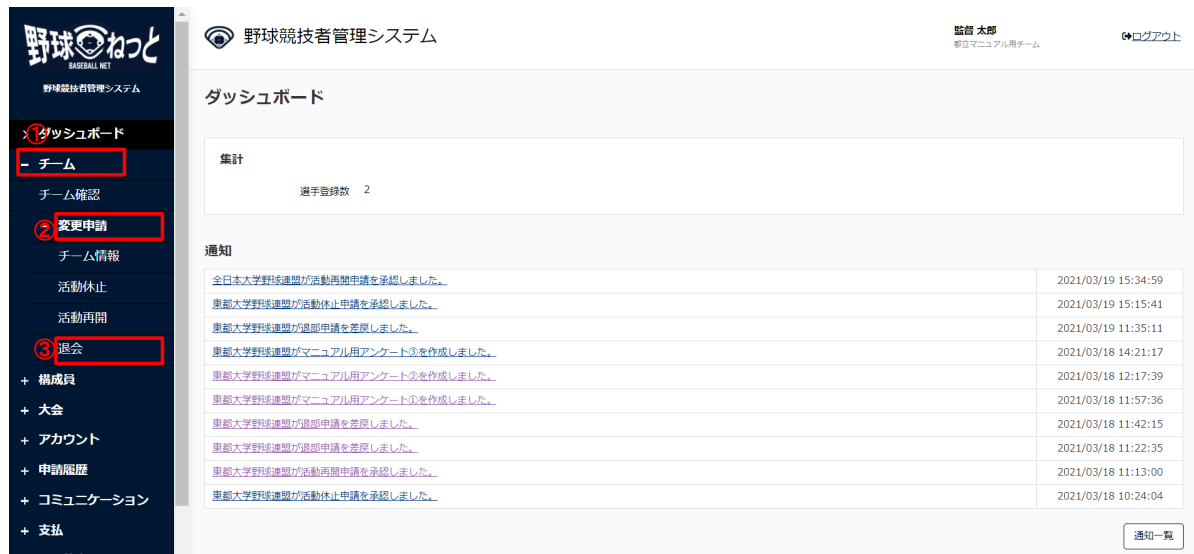 野球ねっと
BASEBALL NET
野球競技者管理システム
① ダッシュボード
− チーム
チーム確認
② 変更申請
チーム情報
活動休止
活動再開
③ 退会
+ 構成員
+ 大会
+ アカウント
+ 申請履歴
+ コミュニケーション
+ 支払
野球競技者管理システム
監督 太郎
都立マニュアル用チーム
ログアウト
ダッシュボード
集計
選手登録数 2
通知
全日本大学野球連盟が活動再開申請を承認しました。 2021/03/19 15:34:59
東都大学野球連盟が活動休止申請を承認しました。 2021/03/19 15:15:41
東都大学野球連盟が退部申請を差戻しました。 2021/03/19 11:35:11
東都大学野球連盟がマニュアル用アンケート③を作成しました。 2021/03/18 14:21:17
東都大学野球連盟がマニュアル用アンケート②を作成しました。 2021/03/18 12:17:39
東都大学野球連盟がマニュアル用アンケート①を作成しました。 2021/03/18 11:57:36
東都大学野球連盟が退部申請を差戻しました。 2021/03/18 11:42:15
東都大学野球連盟が退部申請を差戻しました。 2021/03/18 11:22:35
東都大学野球連盟が活動再開申請を承認しました。 2021/03/18 11:13:00
東都大学野球連盟が活動休止申請を承認しました。 2021/03/18 10:24:04
通知一覧